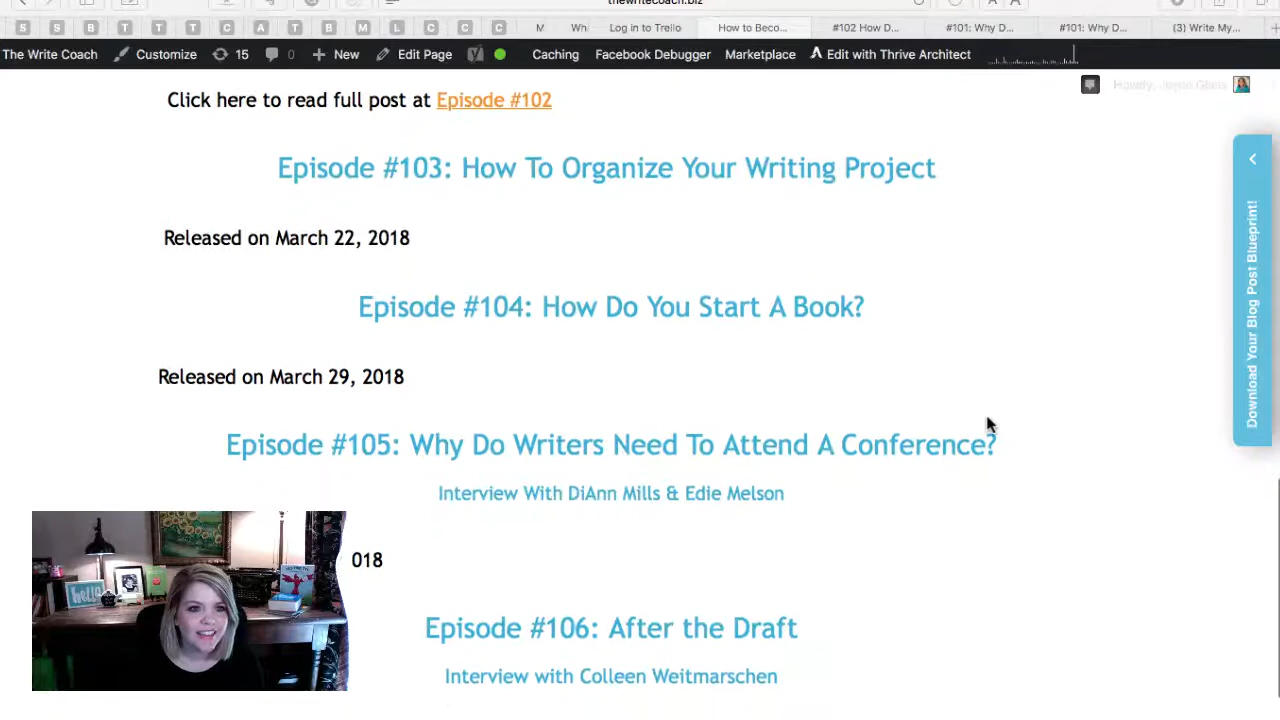 thewritecoach.biz
S S B T T T C A T B M L C C C M Wh Log in to Trello How to Beco... #102 How D... #101: Why D... #101: Why D... (3) Write My...
The Write Coach Customize 15 0 New Edit Page Caching Facebook Debugger Marketplace Edit with Thrive Architect
Click here to read full post at Episode #102
Episode #103: How To Organize Your Writing Project
Released on March 22, 2018
Episode #104: How Do You Start A Book?
Released on March 29, 2018
Episode #105: Why Do Writers Need To Attend A Conference?
Interview With DiAnn Mills & Edie Melson
018
Episode #106: After the Draft
Interview with Colleen Weitmarschen
Download Your Blog Post Blueprint!
hello